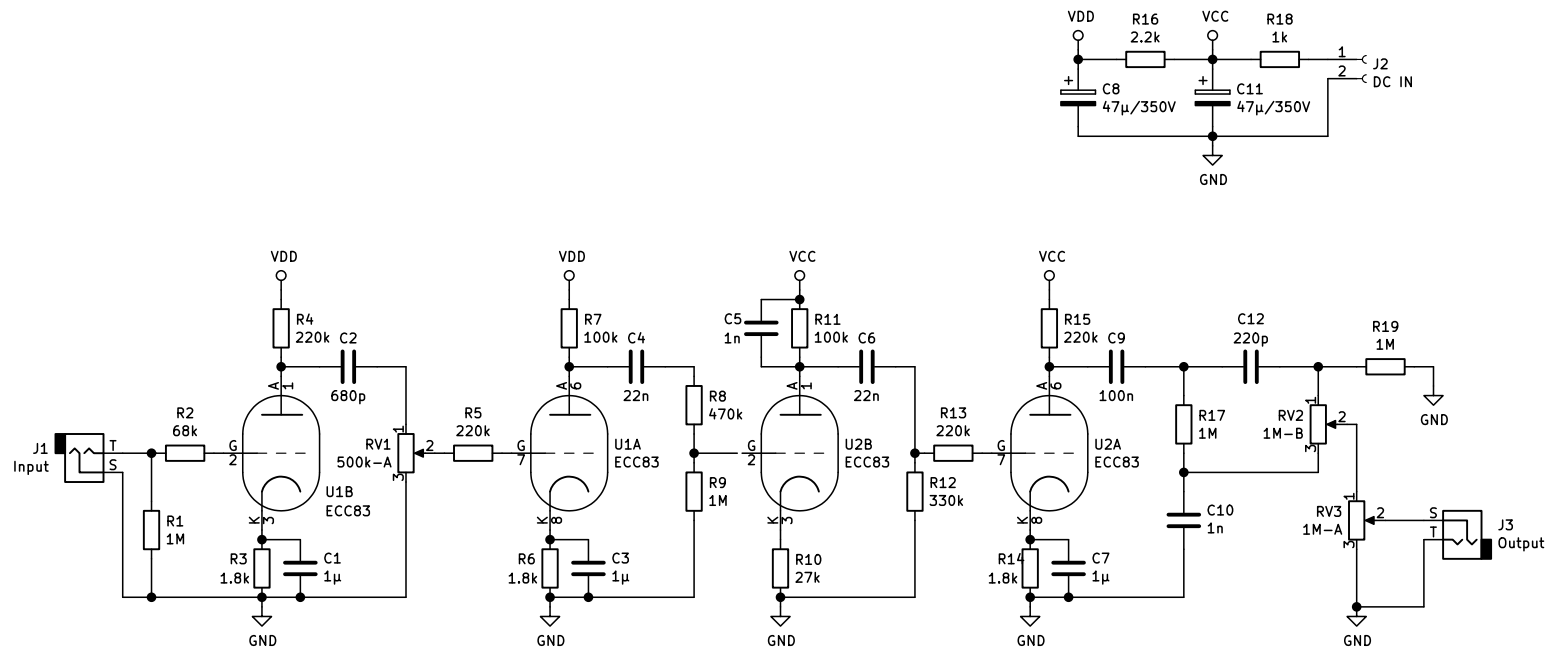 VDD
R16
2.2k
VCC
R18
1k
1
2
J2
DC IN
+
C8
47µ/350V
+
C11
47µ/350V
GND
VDD
R4
220k
C2
680p
A
1
R2
68k
J1
Input
T
S
G
2
RV1
500k-A
1
2
3
U1B
ECC83
K
3
R1
1M
R3
1.8k
C1
1µ
GND
VDD
R7
100k
C4
22n
A
6
R5
220k
G
7
U1A
ECC83
R8
470k
R9
1M
K
8
R6
1.8k
C3
1µ
GND
VCC
C5
1n
R11
100k
C6
22n
A
1
G
2
U2B
ECC83
K
3
R10
27k
GND
R13
220k
R12
330k
VCC
R15
220k
C9
100n
A
6
G
7
U2A
ECC83
K
8
R14
1.8k
C7
1µ
GND
C12
220p
R19
1M
GND
R17
1M
RV2
1M-B
1
2
3
C10
1n
RV3
1M-A
1
2
3
S
T
J3
Output
GND